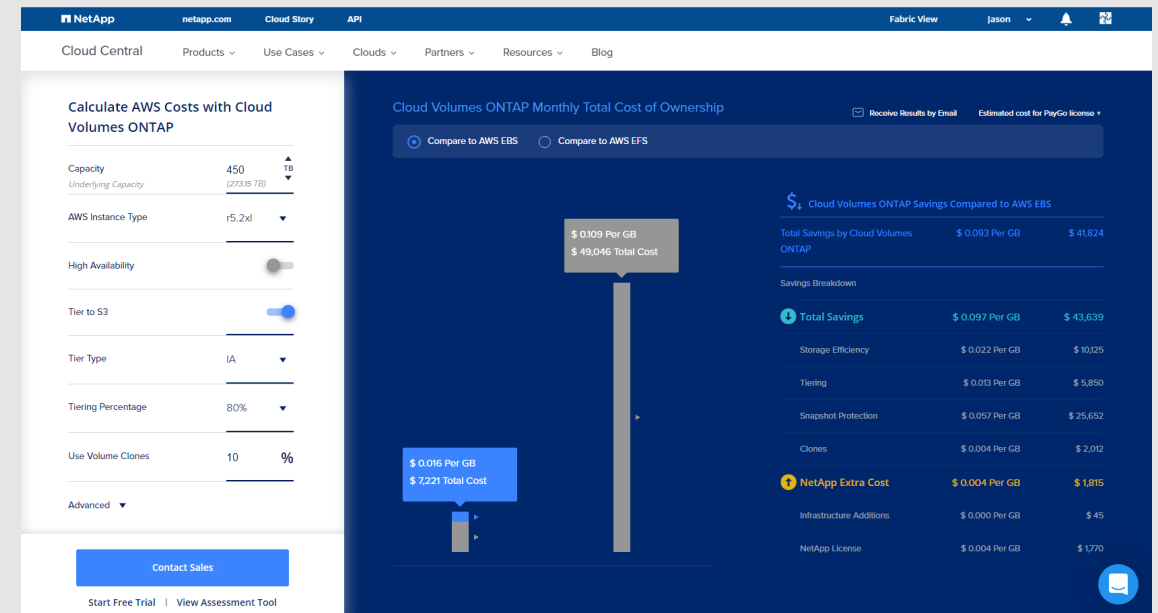 NetApp
netapp.com
Cloud Story
API
Fabric View
Jason
Cloud Central
Products
Use Cases
Clouds
Partners
Resources
Blog
Calculate AWS Costs with Cloud
Volumes ONTAP
Capacity
450
TB
Underlying Capacity
(273.15 TB)
AWS Instance Type
r5.2xl
High Availability
Tier to S3
Tier Type
IA
Tiering Percentage
80%
Use Volume Clones
10
%
Advanced
Contact Sales
Start Free Trial | View Assessment Tool
Cloud Volumes ONTAP Monthly Total Cost of Ownership
Receive Results by Email
Estimated cost for PayGo license
Compare to AWS EBS
Compare to AWS EFS
$ 0.109 Per GB
$ 49,046 Total Cost
$ 0.016 Per GB
$ 7,221 Total Cost
Cloud Volumes ONTAP Savings Compared to AWS EBS
Total Savings by Cloud Volumes
ONTAP
$ 0.093 Per GB
$ 41,824
Savings Breakdown
Total Savings
$ 0.097 Per GB
$ 43,639
Storage Efficiency
$ 0.022 Per GB
$ 10,125
Tiering
$ 0.013 Per GB
$ 5,850
Snapshot Protection
$ 0.057 Per GB
$ 25,652
Clones
$ 0.004 Per GB
$ 2,012
NetApp Extra Cost
$ 0.004 Per GB
$ 1,815
Infrastructure Additions
$ 0.000 Per GB
$ 45
NetApp License
$ 0.004 Per GB
$ 1,770